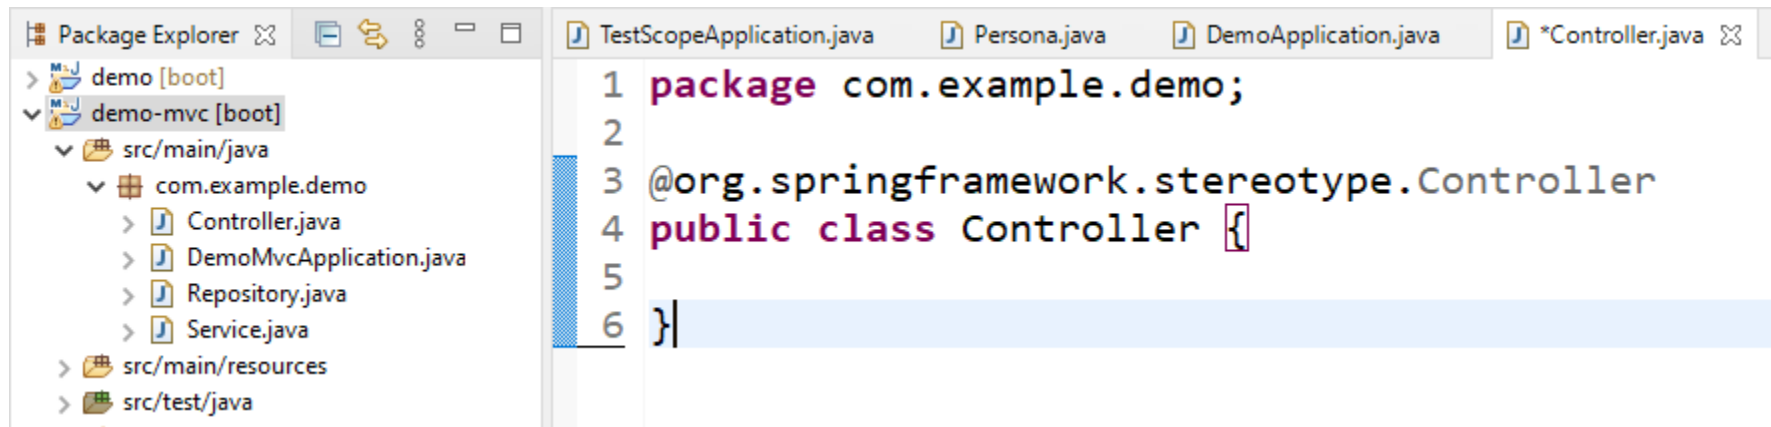 Package Explorer
demo [boot]
demo-mvc [boot]
src/main/java
com.example.demo
Controller.java
DemoMvcApplication.java
Repository.java
Service.java
src/main/resources
src/test/java
TestScopeApplication.java
Persona.java
DemoApplication.java
*Controller.java
1 package com.example.demo;
2
3 @org.springframework.stereotype.Controller
4 public class Controller {
5
6 }